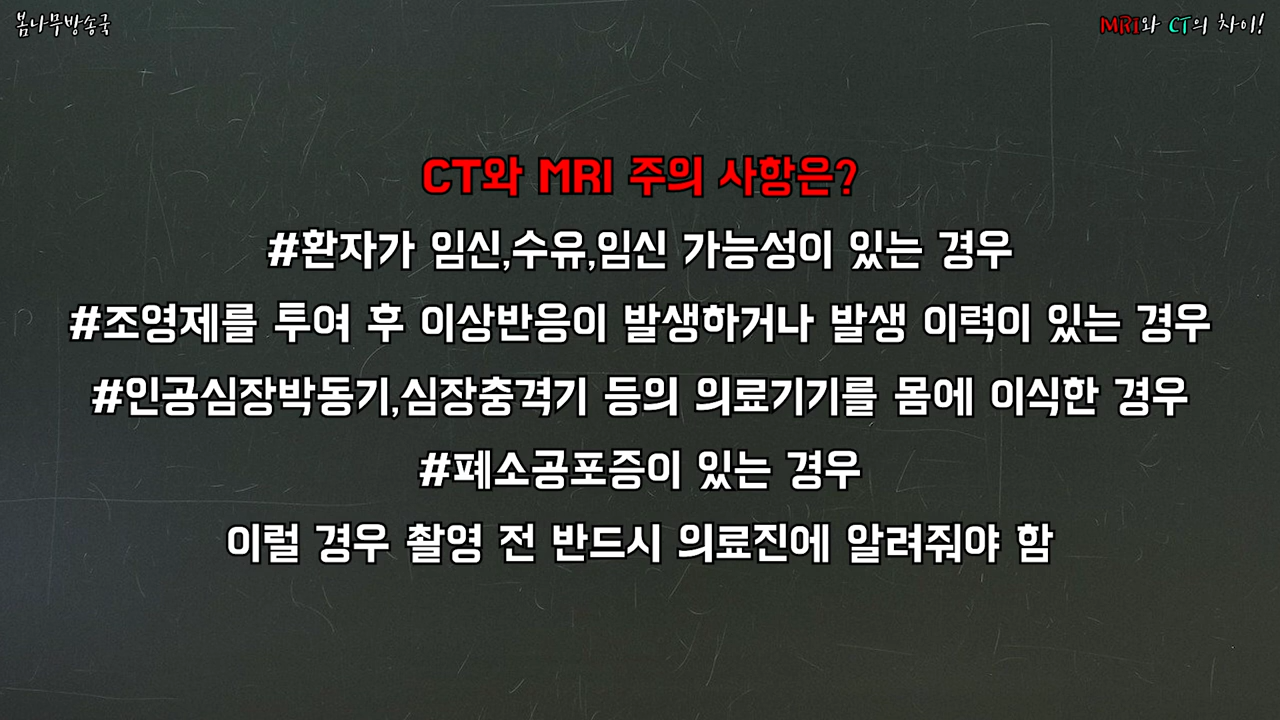 봄나무방송국
MRI와 CT의 차이!
CT와 MRI 주의 사항은?
#환자가 임신,수유,임신 가능성이 있는 경우
#조영제를 투여 후 이상반응이 발생하거나 발생 이력이 있는 경우
#인공심장박동기,심장충격기 등의 의료기기를 몸에 이식한 경우
#폐소공포증이 있는 경우
이럴 경우 촬영 전 반드시 의료진에 알려줘야 함